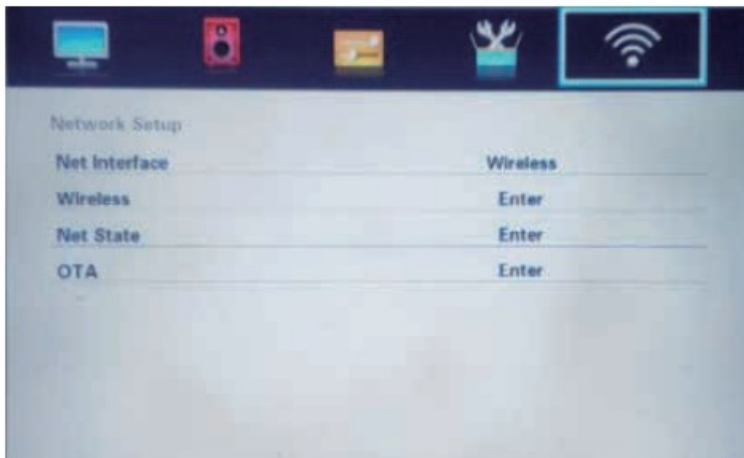 Network Setup
Net Interface Wireless
Wireless Enter
Net State Enter
OTA Enter